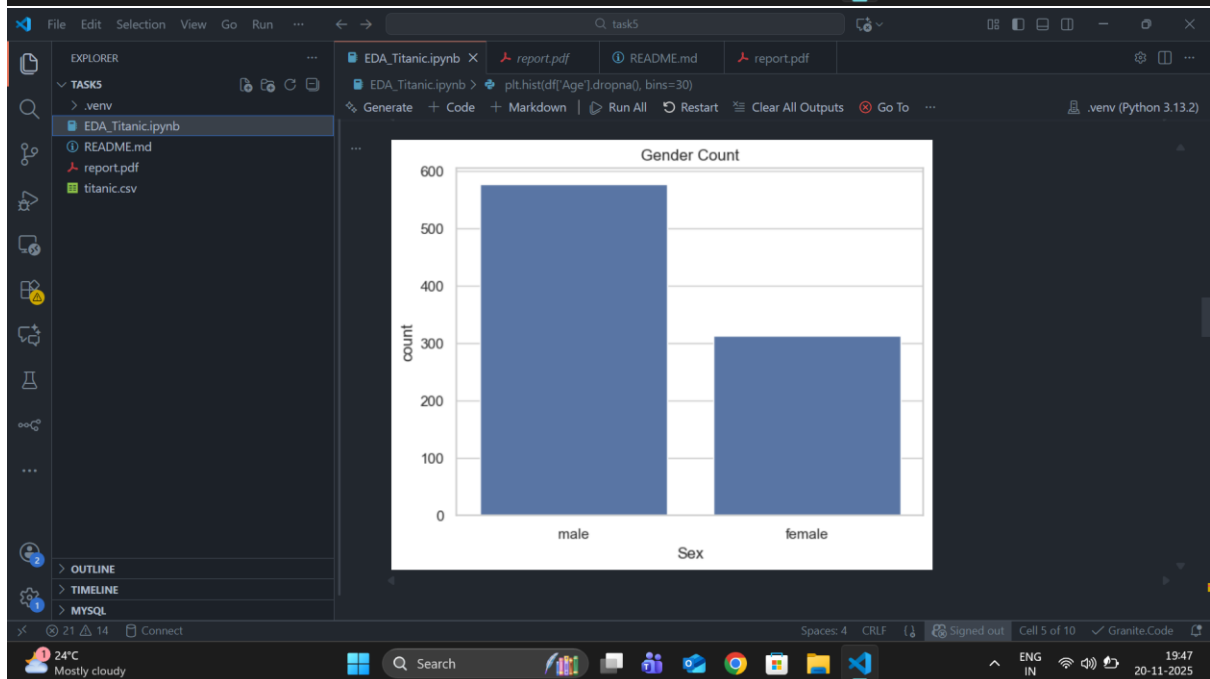 File Edit Selection View Go Run ...
task5
EXPLORER
TASK5
.venv
EDA_Titanic.ipynb
README.md
report.pdf
titanic.csv
OUTLINE
TIMELINE
MYSQL
EDA_Titanic.ipynb report.pdf README.md report.pdf
EDA_Titanic.ipynb > plt.hist(df['Age'].dropna(), bins=30)
Generate + Code + Markdown | Run All Restart Clear All Outputs Go To ... .venv (Python 3.13.2)
Gender Count
600
500
400
300
200
100
0
count
male female
Sex
2
1
21 14 Connect
Spaces: 4 CRLF Signed out Cell 5 of 10 Granite.Code
1
24°C
Mostly cloudy
Search
ENG
IN
19:47
20-11-2025